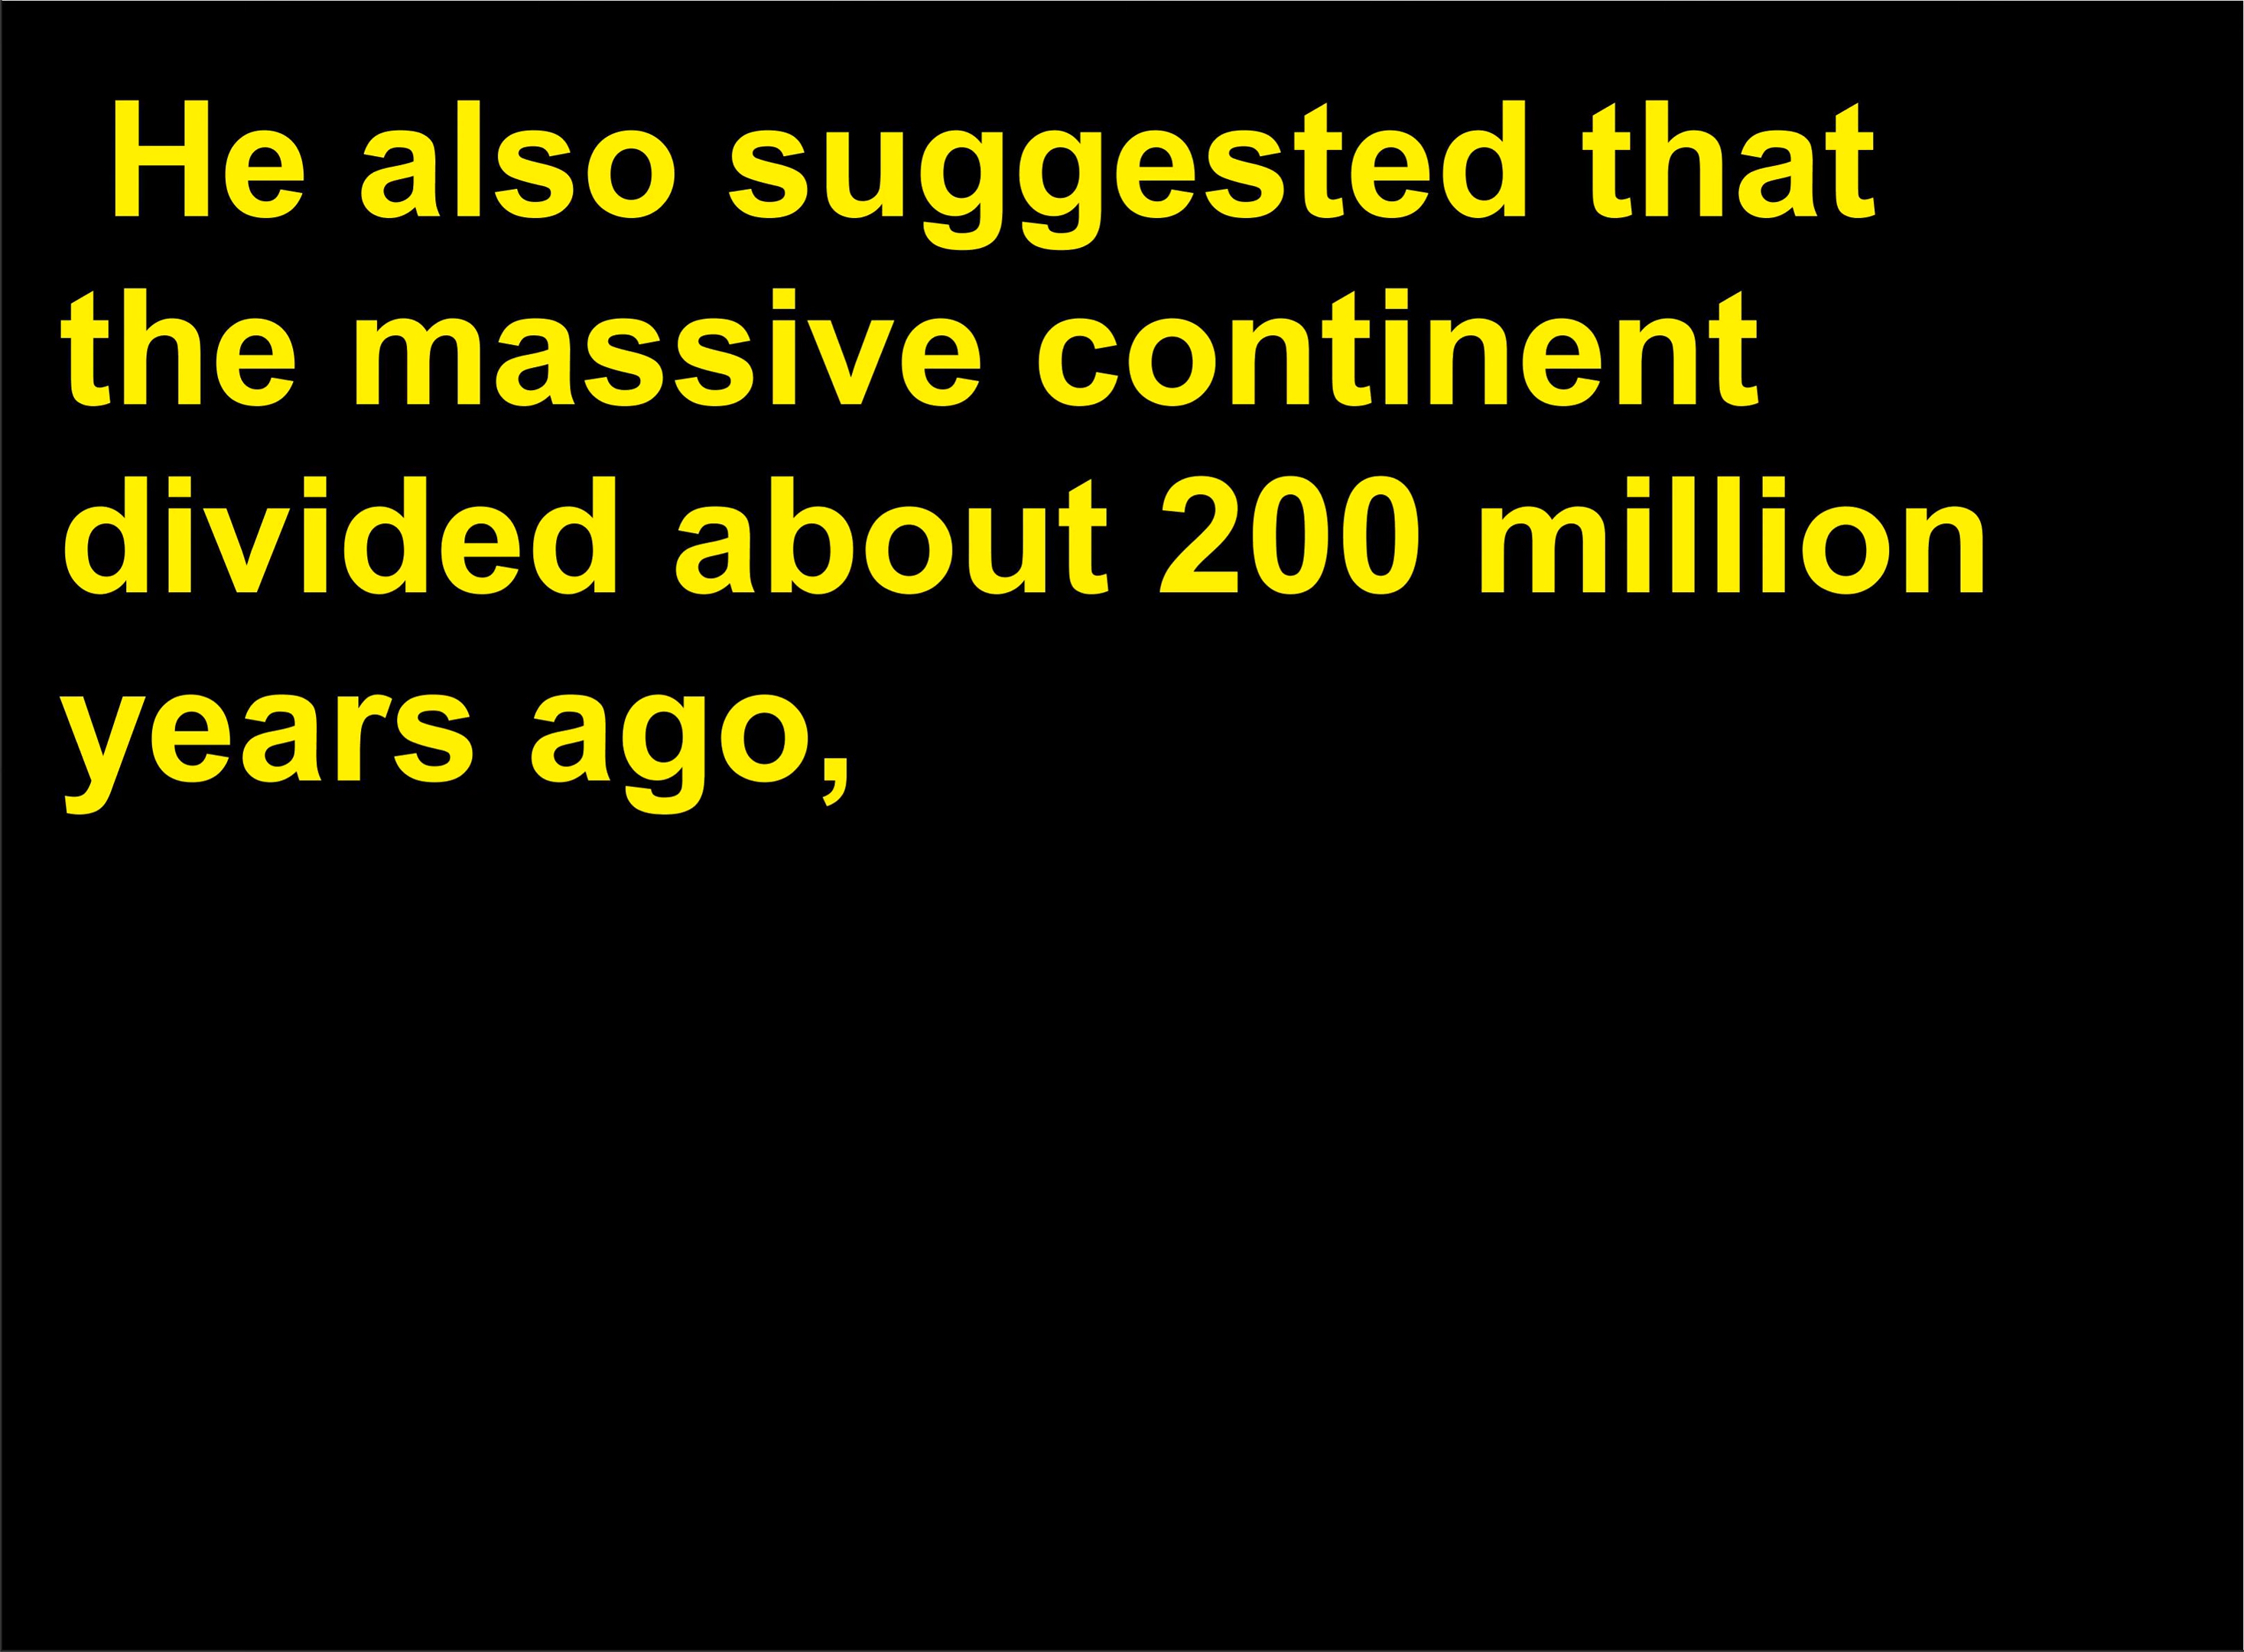 He also suggested that
the massive continent
divided about 200 million
years ago,